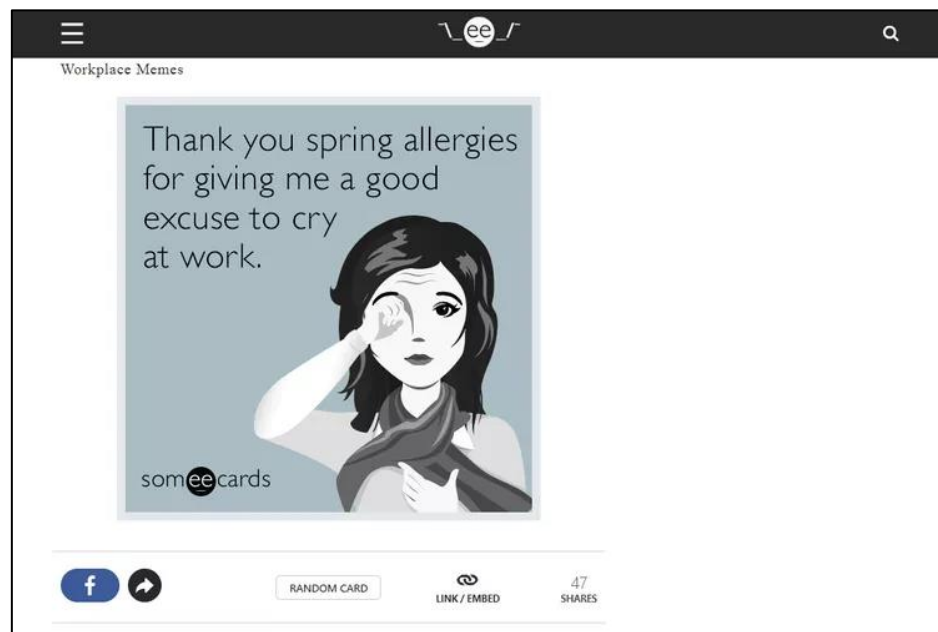 ¯\_ee_/¯
Workplace Memes
Thank you spring allergies
for giving me a good
excuse to cry
at work.
someecards
f
RANDOM CARD
LINK / EMBED
47
SHARES